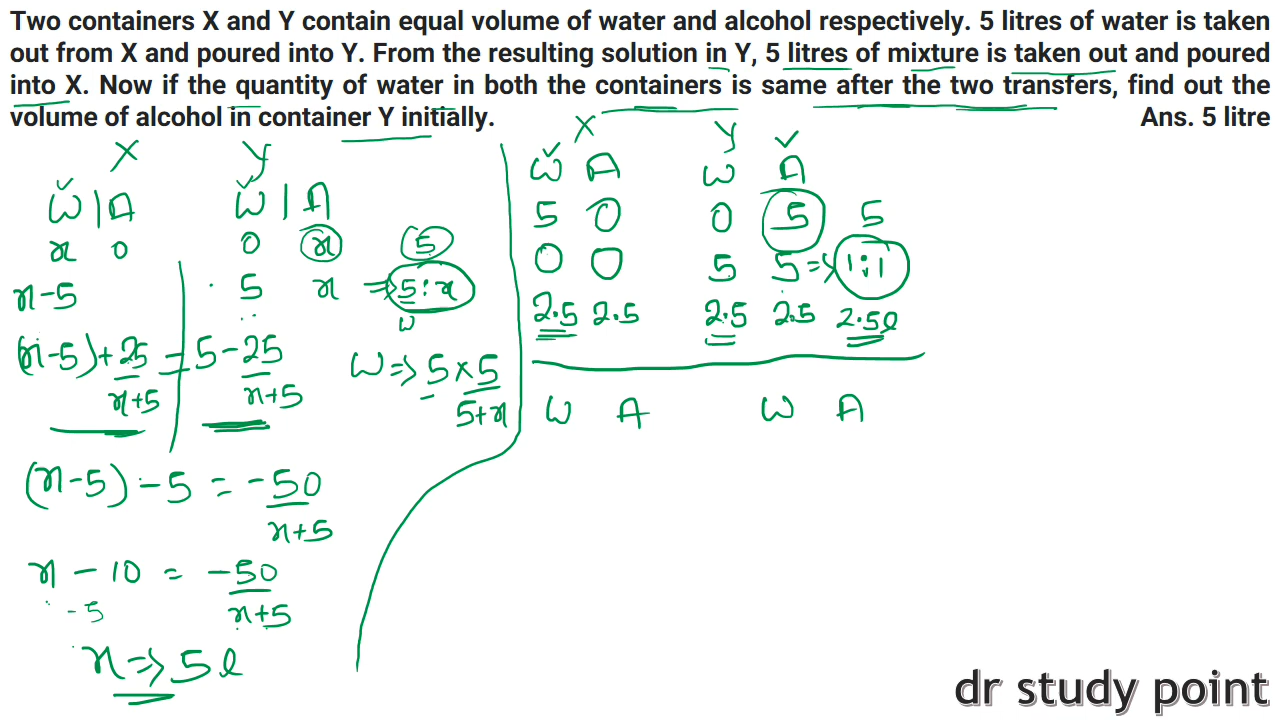 Two containers X and Y contain equal volume of water and alcohol respectively. 5 litres of water is taken
out from X and poured into Y. From the resulting solution in Y, 5 litres of mixture is taken out and poured
into X. Now if the quantity of water in both the containers is same after the two transfers, find out the
volume of alcohol in container Y initially. Ans. 5 litre
X Y
W | A W | A
x 0 0 x 5
x-5 5 x => 5:x
w
(x-5) + 25/x+5 = 5 - 25/x+5
W => 5 × 5/5+x
(x-5) - 5 = -50/x+5
x - 10 = -50/x+5
-5
x => 5 l
X Y
W A W A
5 0 0 5 5
0 0 5 5 => 1:1
2.5 2.5 2.5 2.5 2.5l
W A W A
dr study point